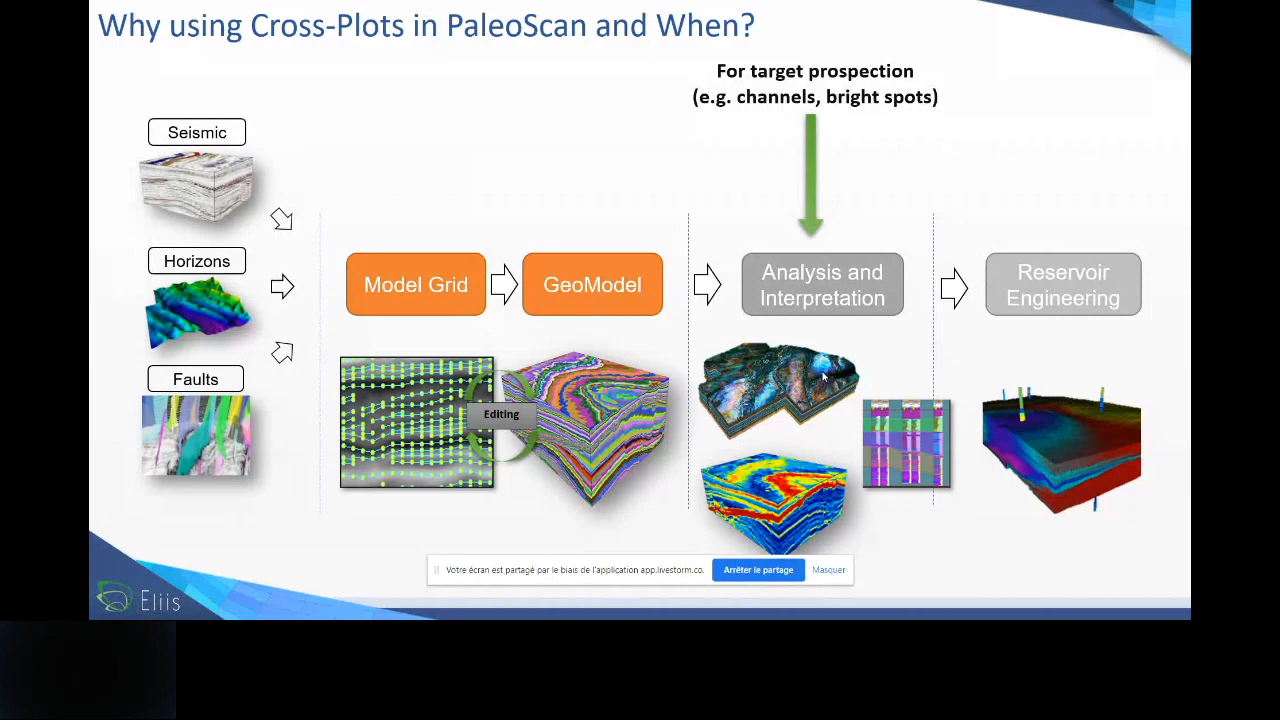 Why using Cross-Plots in PaleoScan and When?
For target prospection
(e.g. channels, bright spots)
Seismic
Horizons
Faults
Model Grid
GeoModel
Analysis and
Interpretation
Reservoir
Engineering
Editing
Votre écran est partagé par le biais de l'application app.livestorm.co.
Arrêter le partage
Masquer
Eliis